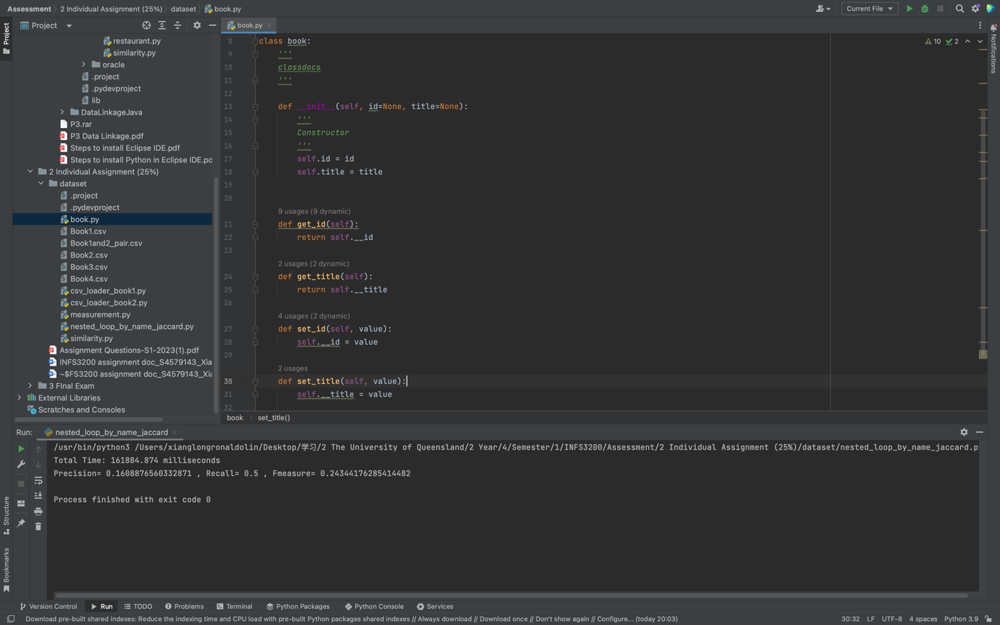 Assessment 2 Individual Assignment (25%) dataset book.py
Current File
Project
Project
book.py
restaurant.py
similarity.py
oracle
.project
.pydevproject
lib
DataLinkageJava
P3.rar
P3 Data Linkage.pdf
Steps to install Eclipse IDE.pdf
Steps to install Python in Eclipse IDE.pd
2 Individual Assignment (25%)
dataset
.project
.pydevproject
book.py
Book1.csv
Book1and2_pair.csv
Book2.csv
Book3.csv
Book4.csv
csv_loader_book1.py
csv_loader_book2.py
measurement.py
nested_loop_by_name_jaccard.py
similarity.py
Assignment Questions-S1-2023(1).pdf
INFS3200 assignment doc_S4579143_Xia
~$FS3200 assignment doc_S4579143_Xia
3 FInal Exam
External Libraries
Scratches and Consoles
8 class book:
9 '''
10 classdocs
11 '''
12
13 def __init__(self, id=None, title=None):
14 '''
15 Constructor
16 '''
17 self.id = id
18 self.title = title
19
20
9 usages (9 dynamic)
21 def get_id(self):
22 return self.__id
23
2 usages (2 dynamic)
24 def get_title(self):
25 return self.__title
26
4 usages (2 dynamic)
27 def set_id(self, value):
28 self.__id = value
29
2 usages
30 def set_title(self, value):
31 self.__title = value
32
10 2
Notifications
book set_title()
Run: nested_loop_by_name_jaccard
/usr/bin/python3 /Users/xianglongronaldolin/Desktop/学习/2 The University of Queensland/2 Year/4/Semester/1/INFS3200/Assessment/2 Individual Assignment (25%)/dataset/nested_loop_by_name_jaccard.p
Total Time: 161884.874 milliseconds
Precision= 0.1608876560332871 , Recall= 0.5 , Fmeasure= 0.24344176285414482
Process finished with exit code 0
Structure
Bookmarks
Version Control Run TODO Problems Terminal Python Packages Python Console Services
Download pre-built shared indexes: Reduce the indexing time and CPU load with pre-built Python packages shared indexes // Always download // Download once // Don't show again // Configure... (today 20:03) 30:32 LF UTF-8 4 spaces Python 3.9